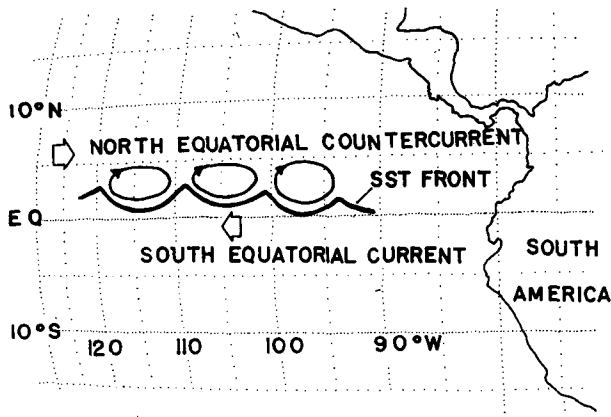 10°N
NORTH EQUATORIAL COUNTERCURRENT
SST FRONT
EQ
SOUTH EQUATORIAL CURRENT
SOUTH
AMERICA
10°S
120 110 100 90°W